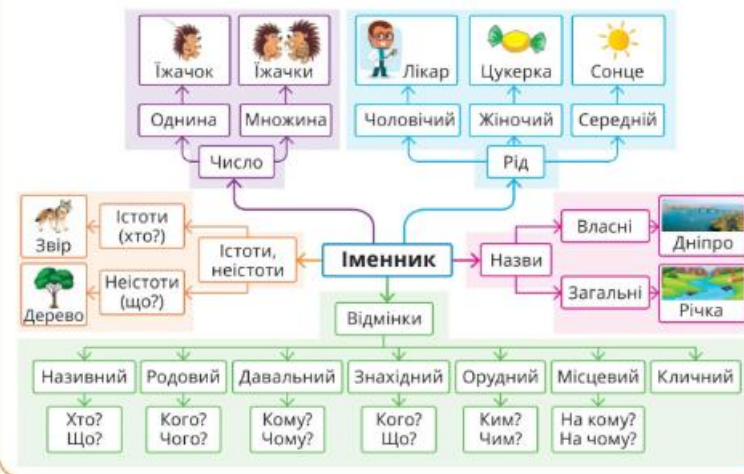 Їжачок
Їжачки
Лікар
Цукерка
Сонце
Однина
Множина
Чоловічий
Жіночий
Середній
Число
Рід
Звір
Істоти
(хто?)
Дерево
Неістоти
(що?)
Істоти,
неістоти
Іменник
Назви
Власні
Дніпро
Загальні
Річка
Відмінки
Називний
Родовий
Давальний
Знахідний
Орудний
Місцевий
Кличний
Хто?
Що?
Кого?
Чого?
Кому?
Чому?
Кого?
Що?
Ким?
Чим?
На кому?
На чому?